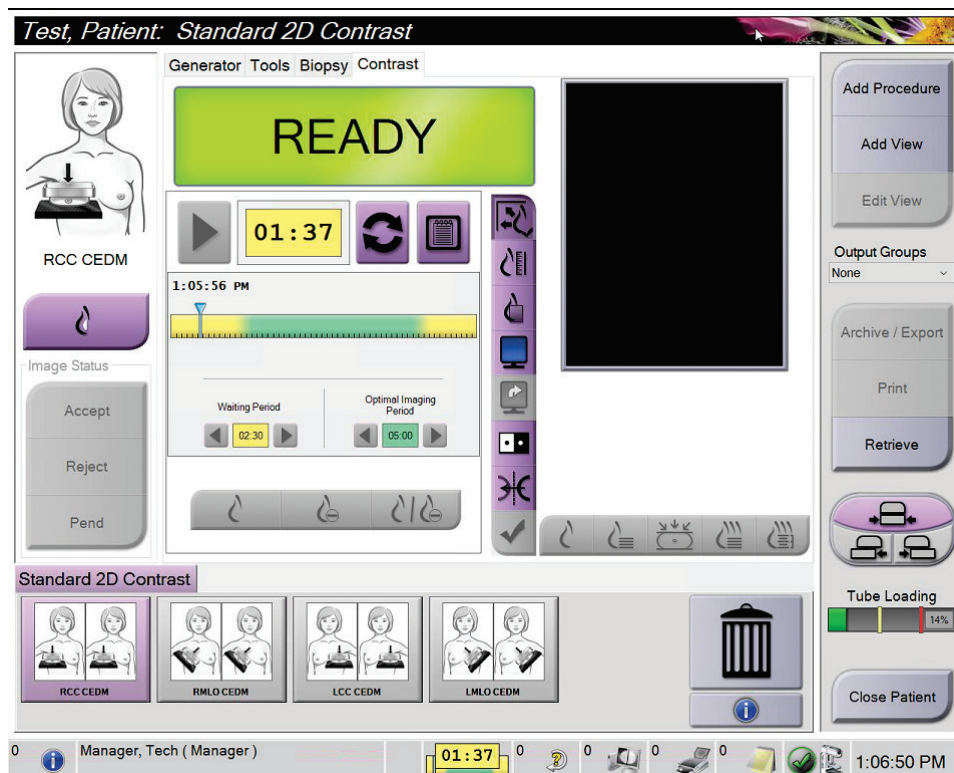 Test, Patient: Standard 2D Contrast
Generator Tools Biopsy Contrast
READY
RCC CEDM
01:37
1:05:56 PM
Waiting Period
Optimal Imaging
Period
02:30
05:00
Image Status
Accept
Reject
Pend
Add Procedure
Add View
Edit View
Output Groups
None
Archive / Export
Print
Retrieve
Tube Loading
14%
Close Patient
Standard 2D Contrast
RCC CEDM
RMLO CEDM
LCC CEDM
LMLO CEDM
0 Manager, Tech ( Manager ) 01:37 0 0 0 0 1:06:50 PM